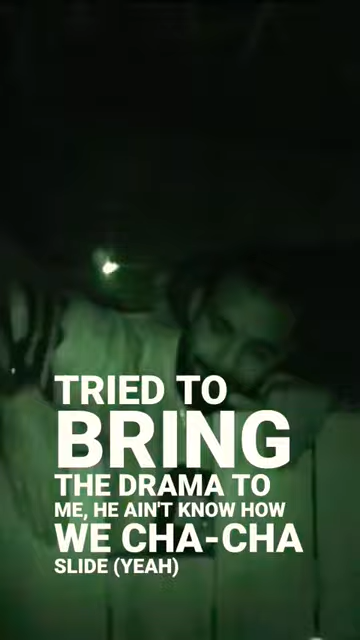 TRIED TO
BRING
THE DRAMA TO
ME, HE AIN'T KNOW HOW
WE CHA-CHA
SLIDE (YEAH)